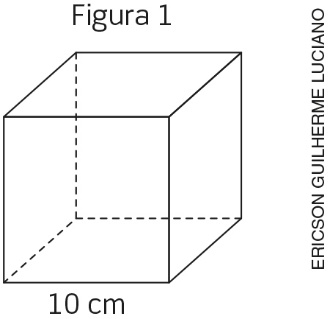 Figura 1
10 cm
ERICSON GUILHERME LUCIANO